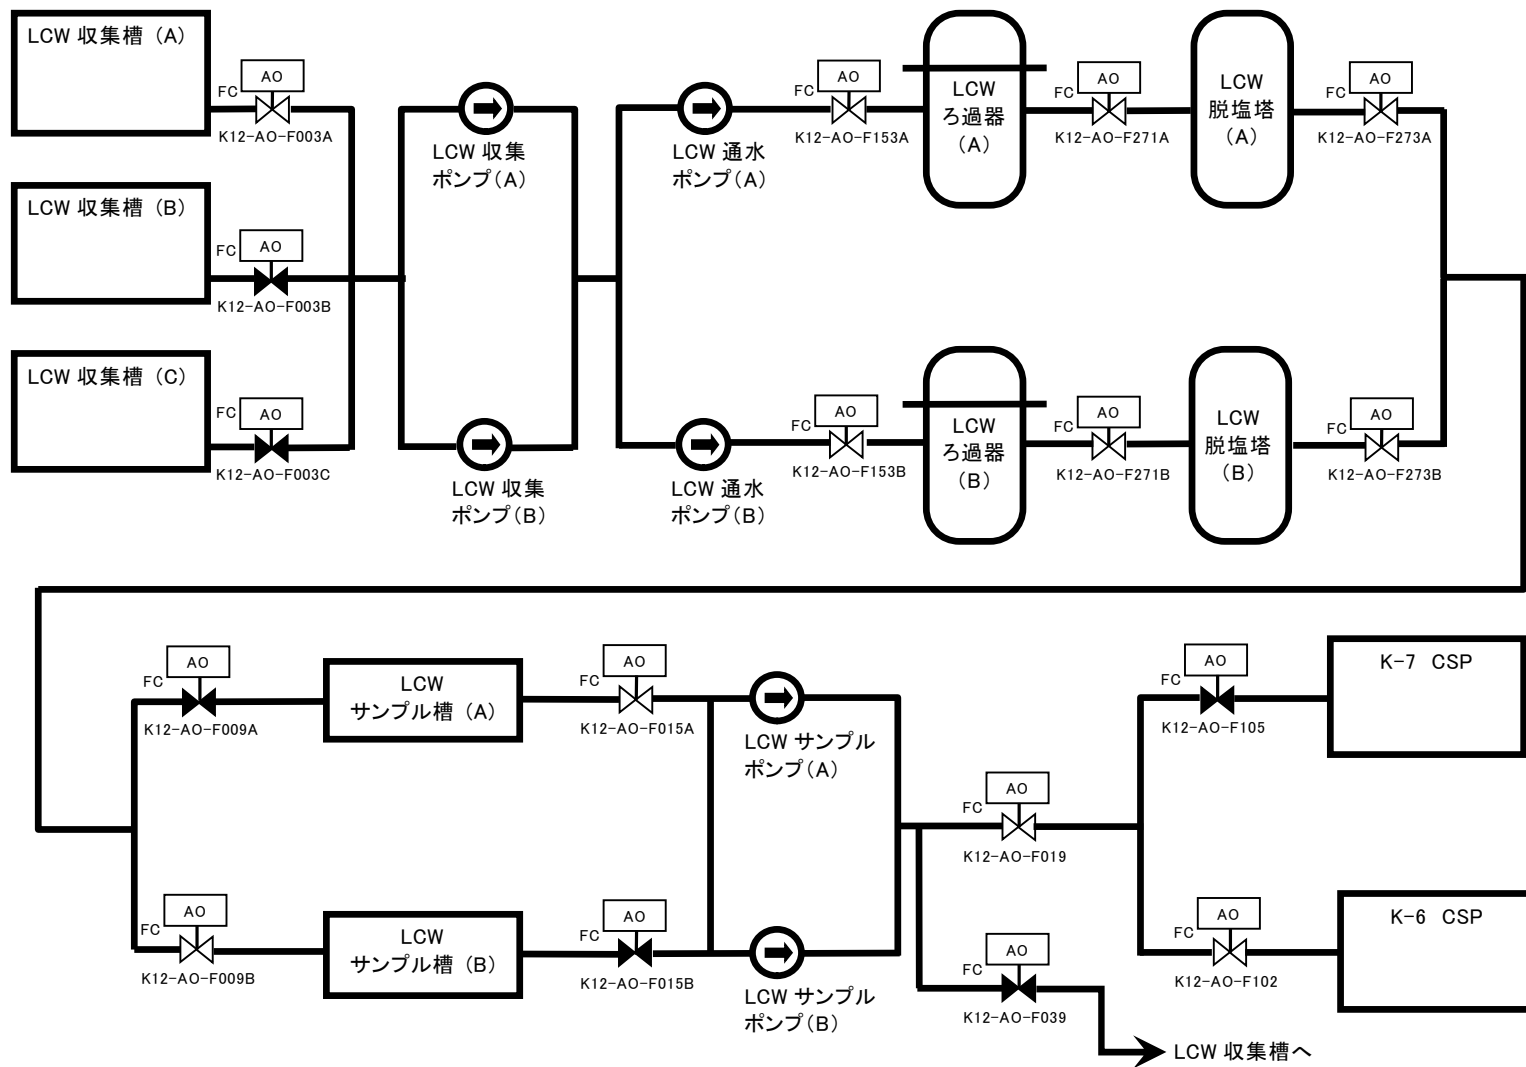 LCW 収集槽 (A)
FC
AO
K12-AO-F003A
LCW 収集
ポンプ(A)
LCW 通水
ポンプ(A)
FC
AO
K12-AO-F153A
LCW
ろ過器
(A)
FC
AO
K12-AO-F271A
LCW
脱塩塔
(A)
FC
AO
K12-AO-F273A
LCW 収集槽 (B)
FC
AO
K12-AO-F003B
LCW 収集槽 (C)
FC
AO
K12-AO-F003C
LCW 収集
ポンプ(B)
LCW 通水
ポンプ(B)
FC
AO
K12-AO-F153B
LCW
ろ過器
(B)
FC
AO
K12-AO-F271B
LCW
脱塩塔
(B)
FC
AO
K12-AO-F273B
FC
AO
K12-AO-F009A
LCW
サンプル槽 (A)
FC
AO
K12-AO-F015A
LCW サンプル
ポンプ(A)
FC
AO
K12-AO-F019
FC
AO
K12-AO-F105
K-7 CSP
FC
AO
K12-AO-F009B
LCW
サンプル槽 (B)
FC
AO
K12-AO-F015B
LCW サンプル
ポンプ(B)
FC
AO
K12-AO-F039
FC
AO
K12-AO-F102
K-6 CSP
LCW 収集槽へ